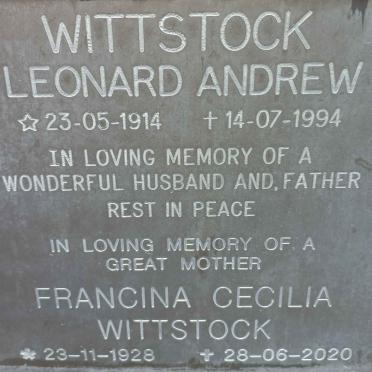 WITTSTOCK
LEONARD ANDREW
☆ 23-05-1914 ✝ 14-07-1994
IN LOVING MEMORY OF A
WONDERFUL HUSBAND AND, FATHER
REST IN PEACE
IN LOVING MEMORY OF A
GREAT MOTHER
FRANCINA CECILIA
WITTSTOCK
* 23-11-1928 ✝ 28-06-2020